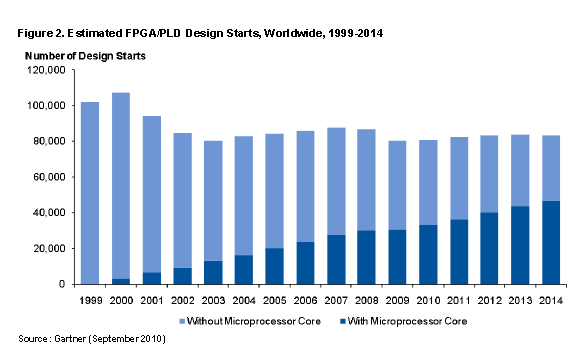 Figure 2. Estimated FPGA/PLD Design Starts, Worldwide, 1999-2014
Number of Design Starts
120,000
100,000
80,000
60,000
40,000
20,000
0
1999 2000 2001 2002 2003 2004 2005 2006 2007 2008 2009 2010 2011 2012 2013 2014
Without Microprocessor Core With Microprocessor Core
Source: Gartner (September 2010)